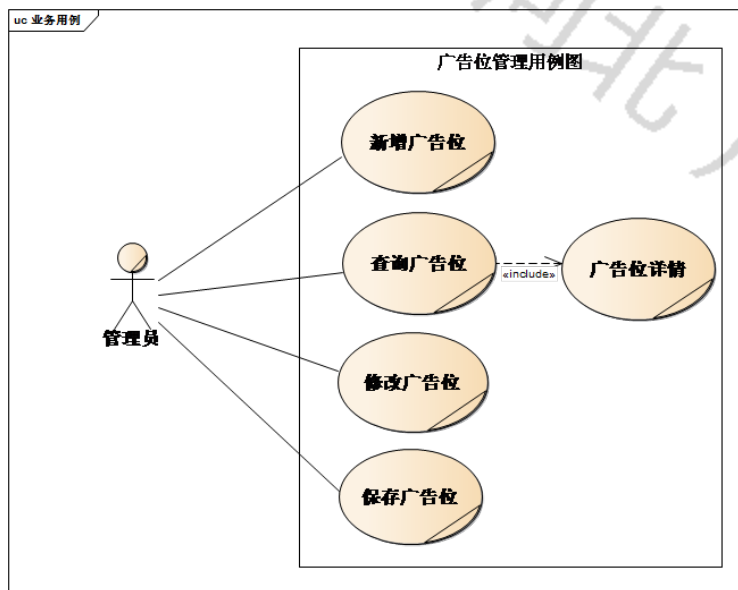 uc 业务用例
广告位管理用例图
新增广告位
查询广告位
«include»
广告位详情
管理员
修改广告位
保存广告位
河北